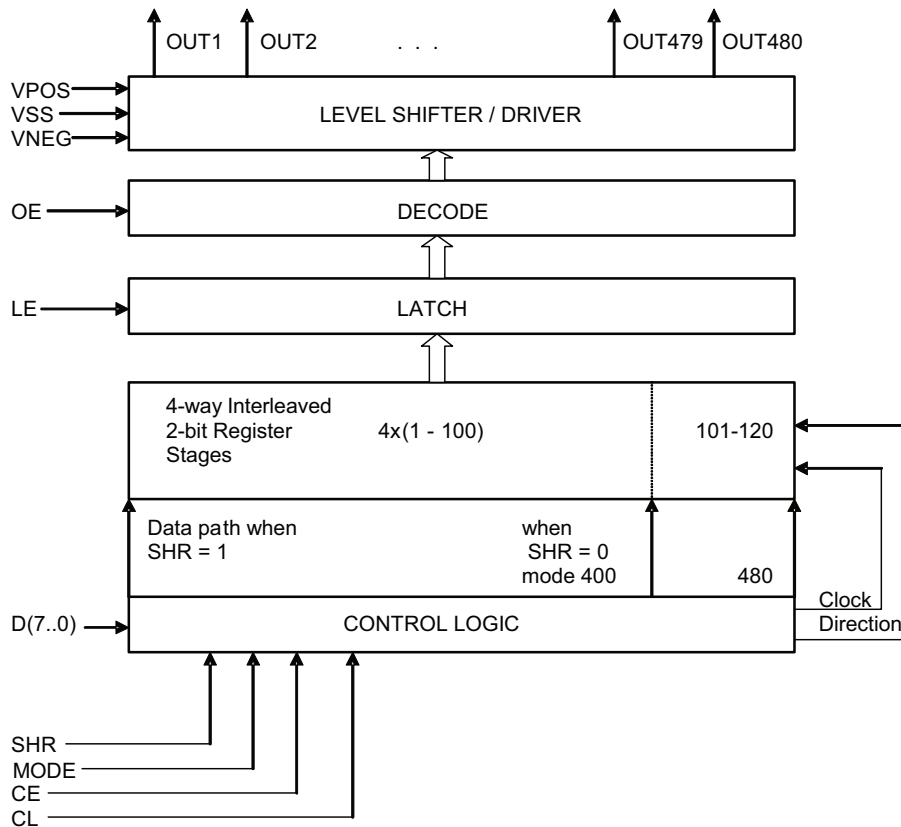 OUT1 OUT2 . . . OUT479 OUT480
VPOS
VSS
VNEG
LEVEL SHIFTER / DRIVER
OE
DECODE
LE
LATCH
4-way Interleaved
2-bit Register
Stages
4x(1 - 100)
101-120
Data path when
SHR = 1
when
SHR = 0
mode 400
480
Clock
Direction
D(7..0)
CONTROL LOGIC
SHR
MODE
CE
CL